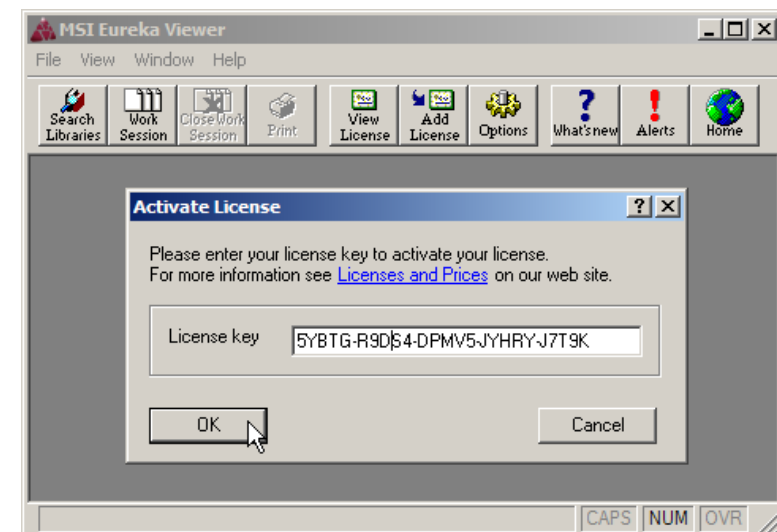 MSI Eureka Viewer
File View Window Help
Search Libraries
Work Session
Close Work Session
Print
View License
Add License
Options
What's new
Alerts
Home
Activate License
Please enter your license key to activate your license.
For more information see Licenses and Prices on our web site.
License key 5YBTG-R9DS4-DPMV5-JYHRY-J7T9K
OK Cancel
CAPS NUM OVR